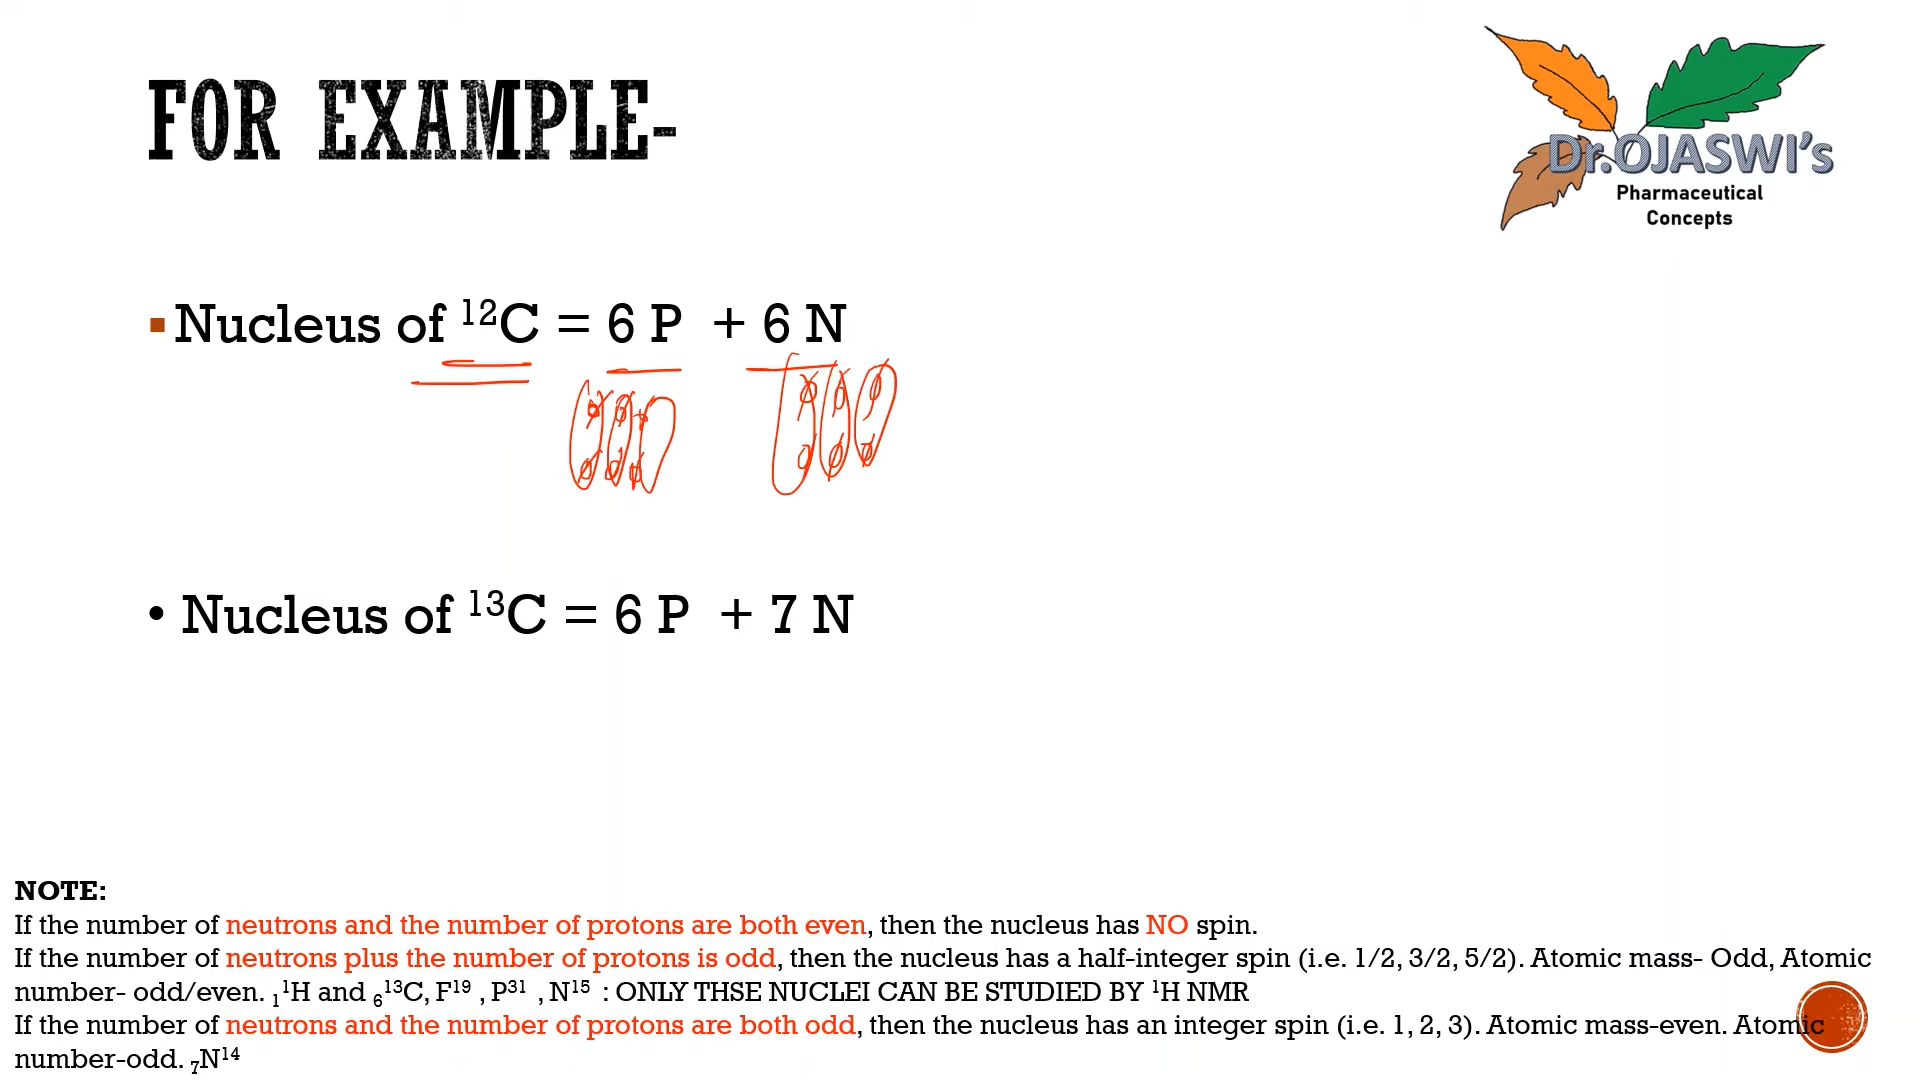 FOR EXAMPLE-
Dr.OJASWI's
Pharmaceutical
Concepts
▪ Nucleus of ¹²C = 6 P + 6 N
• Nucleus of ¹³C = 6 P + 7 N
NOTE:
If the number of neutrons and the number of protons are both even, then the nucleus has NO spin.
If the number of neutrons plus the number of protons is odd, then the nucleus has a half-integer spin (i.e. 1/2, 3/2, 5/2). Atomic mass- Odd, Atomic
number- odd/even. ₁¹H and ₆¹³C, F¹⁹ , P³¹ , N¹⁵ : ONLY THSE NUCLEI CAN BE STUDIED BY ¹H NMR
If the number of neutrons and the number of protons are both odd, then the nucleus has an integer spin (i.e. 1, 2, 3). Atomic mass-even. Atomic
number-odd. ₇N¹⁴